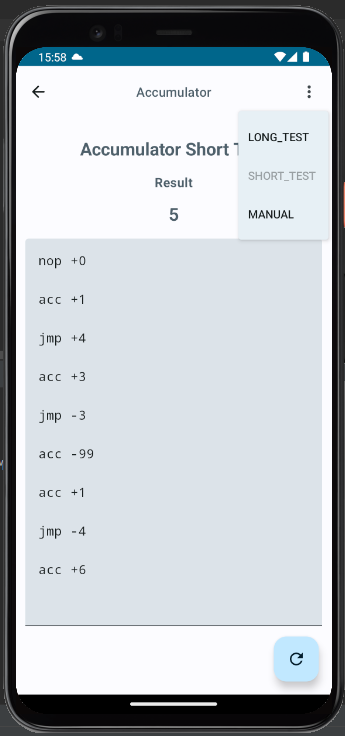 15:58
Accumulator
LONG_TEST
SHORT_TEST
MANUAL
Accumulator Short T
Result
5
nop +0
acc +1
jmp +4
acc +3
jmp -3
acc -99
acc +1
jmp -4
acc +6